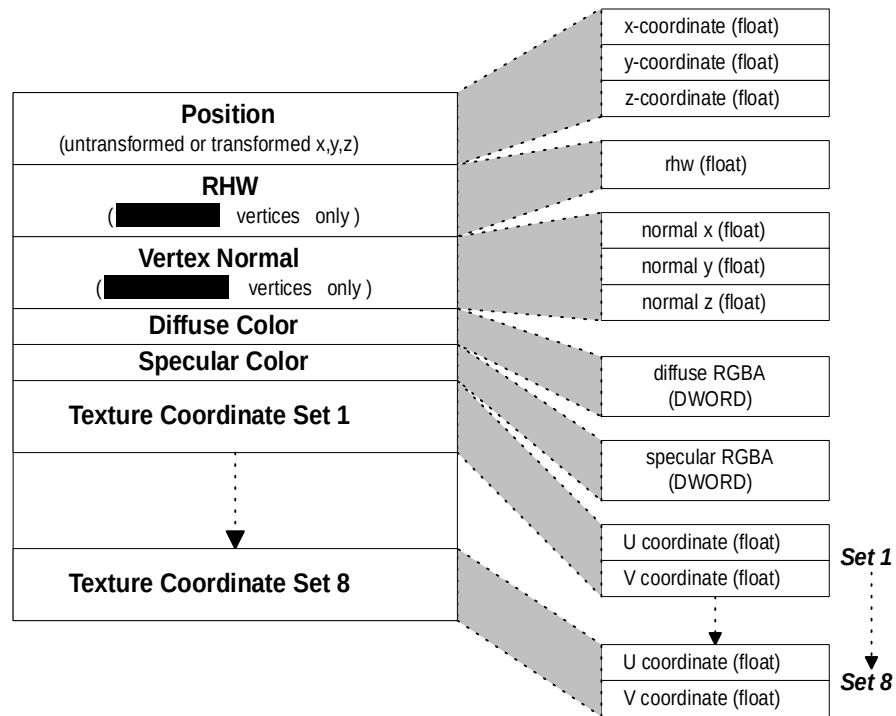 Position
(untransformed or transformed x,y,z)
RHW
( vertices only )
Vertex Normal
( vertices only )
Diffuse Color
Specular Color
Texture Coordinate Set 1
Texture Coordinate Set 8
x-coordinate (float)
y-coordinate (float)
z-coordinate (float)
rhw (float)
normal x (float)
normal y (float)
normal z (float)
diffuse RGBA
(DWORD)
specular RGBA
(DWORD)
U coordinate (float)
V coordinate (float)
Set 1
U coordinate (float)
V coordinate (float)
Set 8